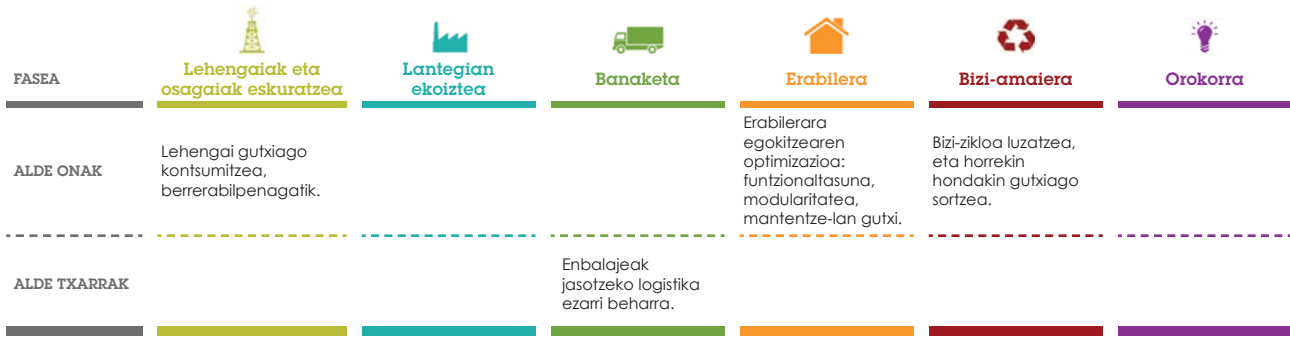 FASEA
Lehengaiak eta
osagaiak eskuratzea
Lantegian
ekoiztea
Banaketa
Erabilera
Bizi-amaiera
Orokorra
ALDE ONAK
Lehengai gutxiago
kontsumitzea,
berrerabilpenagatik.
Erabilerara
egokitzearen
optimizazioa:
funtzionaltasuna,
modularitatea,
mantentze-lan gutxi.
Bizi-zikloa luzatzea,
eta horrekin
hondakin gutxiago
sortzea.
ALDE TXARRAK
Enbalajeak
jasotzeko logistika
ezarri beharra.